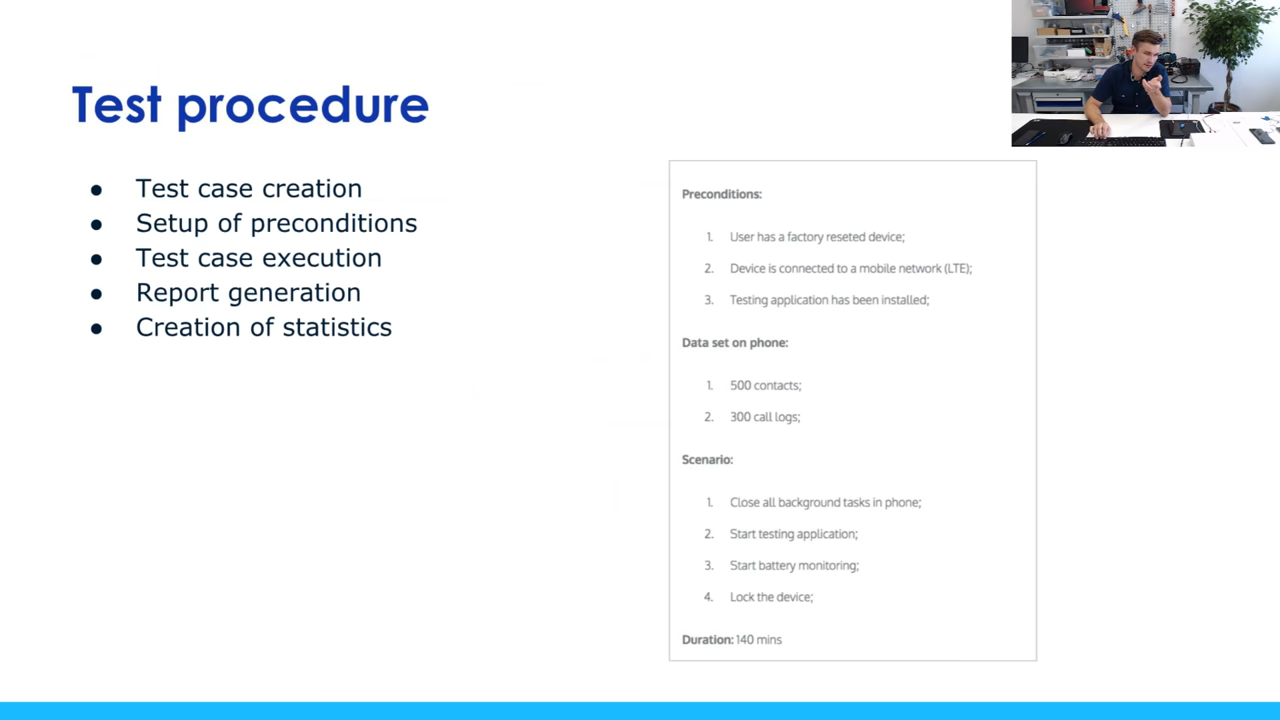 Test procedure
● Test case creation
● Setup of preconditions
● Test case execution
● Report generation
● Creation of statistics
Preconditions:
1. User has a factory reseted device;
2. Device is connected to a mobile network (LTE);
3. Testing application has been installed;
Data set on phone:
1. 500 contacts;
2. 300 call logs;
Scenario:
1. Close all background tasks in phone;
2. Start testing application;
3. Start battery monitoring;
4. Lock the device;
Duration: 140 mins